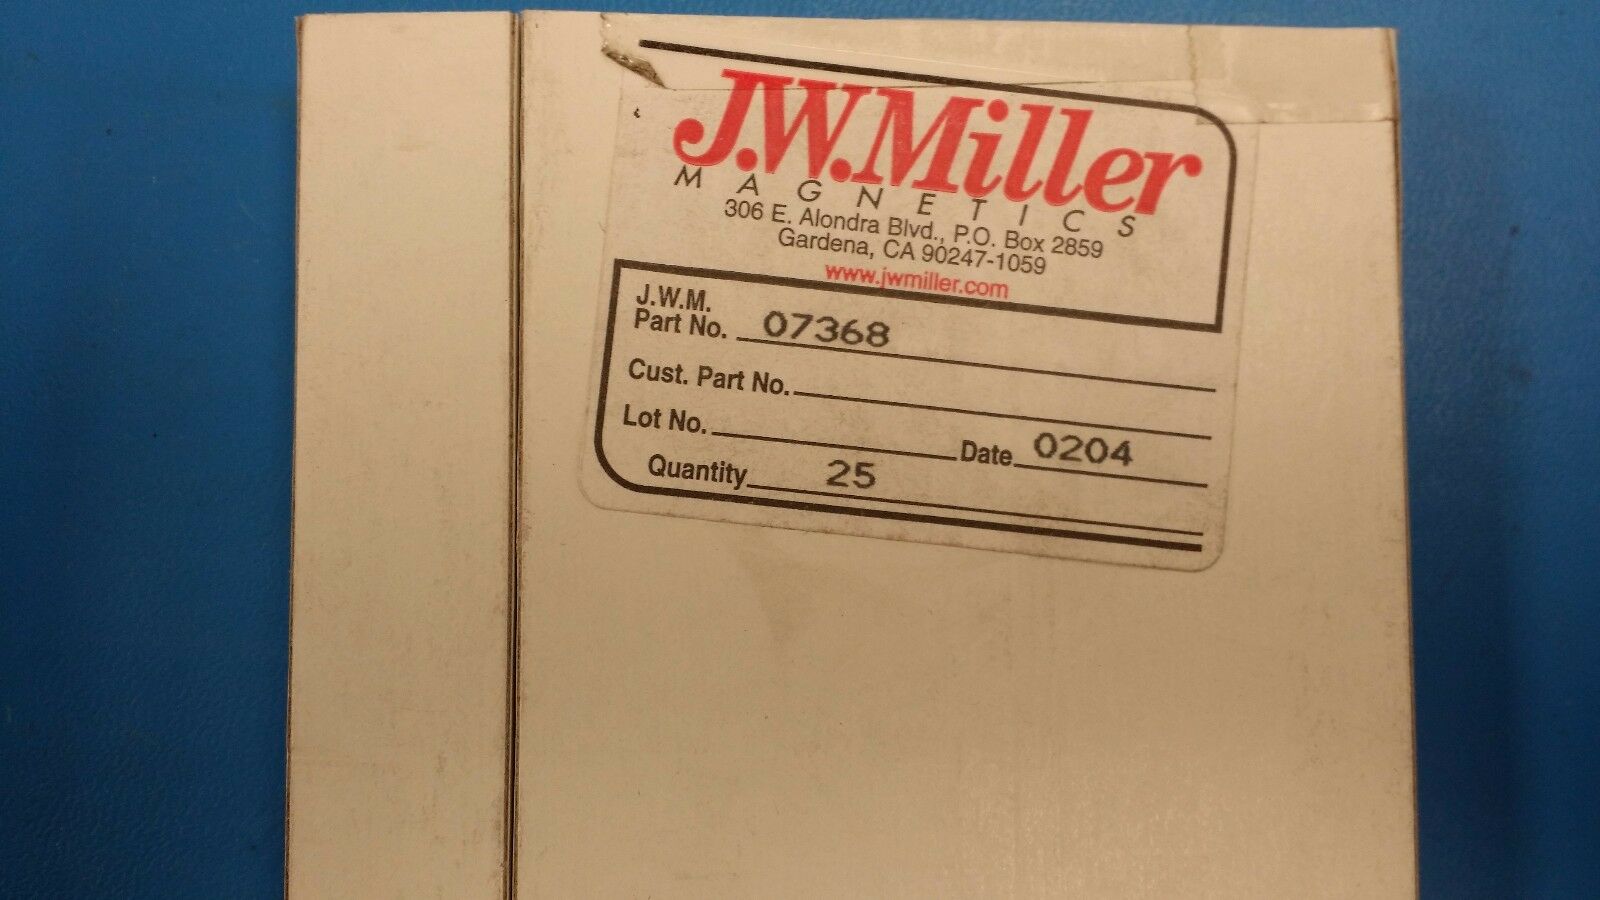 J.W.Miller
MAGNETICS
306 E. Alondra Blvd., P.O. Box 2859
Gardena, CA 90247-1059
www.jwmiller.com
J.W.M.
Part No. 07368
Cust. Part No.
Lot No. Date 0204
Quantity 25